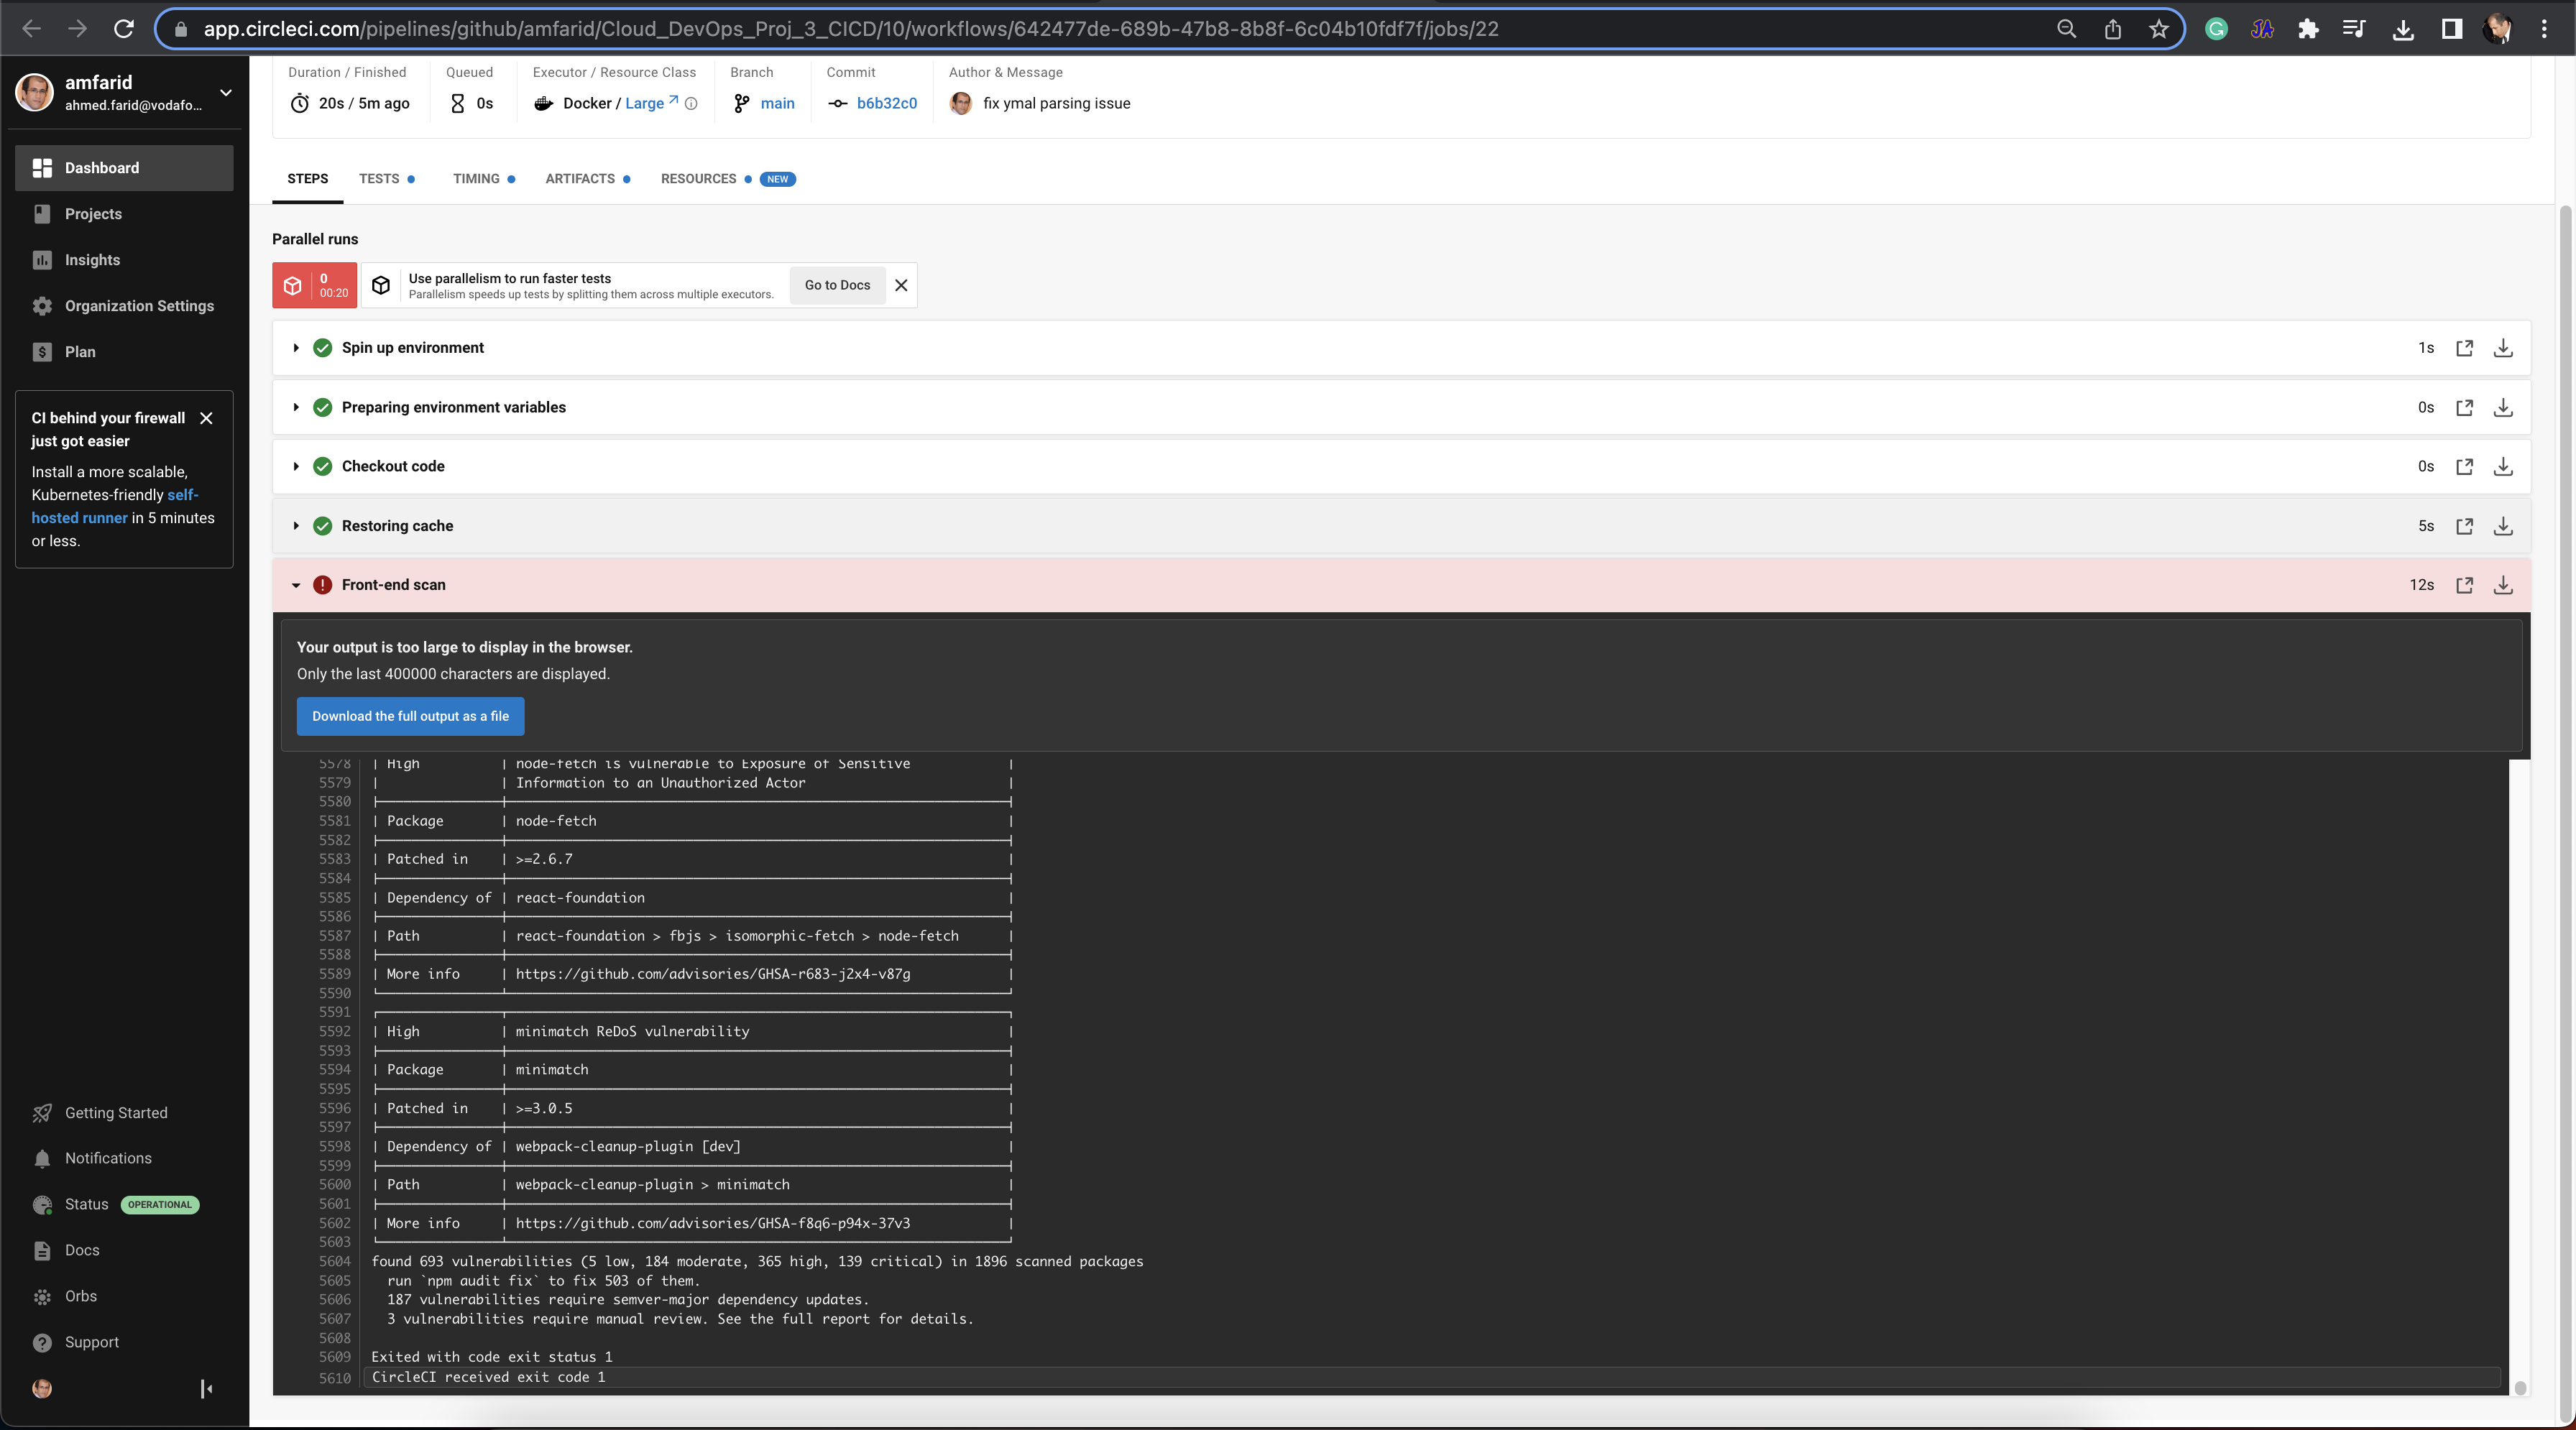 app.circleci.com/pipelines/github/amfarid/Cloud_DevOps_Proj_3_CICD/10/workflows/642477de-689b-47b8-8b8f-6c04b10fdf7f/jobs/22
amfarid
ahmed.farid@vodafo...
Dashboard
Projects
Insights
Organization Settings
Plan
CI behind your firewall
just got easier
Install a more scalable,
Kubernetes-friendly self-
hosted runner in 5 minutes
or less.
Getting Started
Notifications
Status OPERATIONAL
Docs
Orbs
Support
Duration / Finished Queued Executor / Resource Class Branch Commit Author & Message
20s / 5m ago 0s Docker / Large main b6b32c0 fix ymal parsing issue
STEPS TESTS TIMING ARTIFACTS RESOURCES NEW
Parallel runs
0
00:20
Use parallelism to run faster tests
Parallelism speeds up tests by splitting them across multiple executors.
Go to Docs
Spin up environment 1s
Preparing environment variables 0s
Checkout code 0s
Restoring cache 5s
Front-end scan 12s
Your output is too large to display in the browser.
Only the last 400000 characters are displayed.
Download the full output as a file
5578 | High | node-fetch is vulnerable to Exposure of Sensitive |
5579 | | Information to an Unauthorized Actor |
5580
5581 | Package | node-fetch |
5582
5583 | Patched in | >=2.6.7 |
5584
5585 | Dependency of | react-foundation |
5586
5587 | Path | react-foundation > fbjs > isomorphic-fetch > node-fetch |
5588
5589 | More info | https://github.com/advisories/GHSA-r683-j2x4-v87g |
5590
5591
5592 | High | minimatch ReDoS vulnerability |
5593
5594 | Package | minimatch |
5595
5596 | Patched in | >=3.0.5 |
5597
5598 | Dependency of | webpack-cleanup-plugin [dev] |
5599
5600 | Path | webpack-cleanup-plugin > minimatch |
5601
5602 | More info | https://github.com/advisories/GHSA-f8q6-p94x-37v3 |
5603
5604 found 693 vulnerabilities (5 low, 184 moderate, 365 high, 139 critical) in 1896 scanned packages
5605 run `npm audit fix` to fix 503 of them.
5606 187 vulnerabilities require semver-major dependency updates.
5607 3 vulnerabilities require manual review. See the full report for details.
5608
5609 Exited with code exit status 1
5610 CircleCI received exit code 1